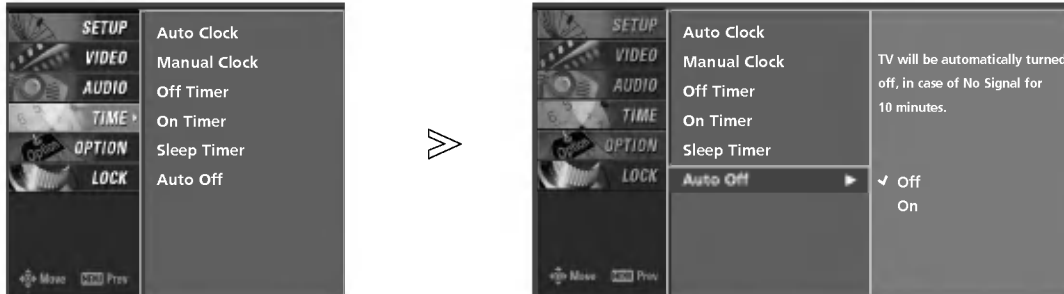 SETUP
VIDEO
AUDIO
TIME
OPTION
LOCK
Auto Clock
Manual Clock
Off Timer
On Timer
Sleep Timer
Auto Off
Move MENU Prev
SETUP
VIDEO
AUDIO
TIME
OPTION
LOCK
Auto Clock
Manual Clock
Off Timer
On Timer
Sleep Timer
Auto Off
TV will be automatically turned
off, in case of No Signal for
10 minutes.
Off
On
Move MENU Prev